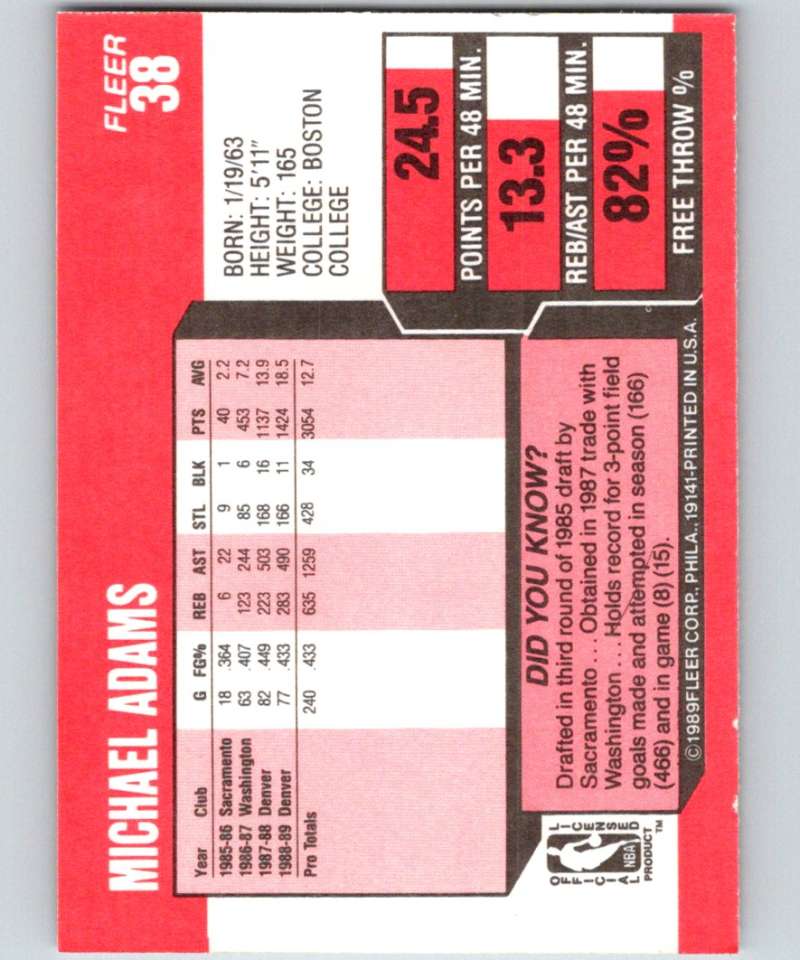 MICHAEL ADAMS
FLEER
38
BORN: 1/19/63
HEIGHT: 5'11"
WEIGHT: 165
COLLEGE: BOSTON
COLLEGE
Year Club G FG% REB AST STL BLK PTS AVG
1985-86 Sacramento 18 .364 6 22 9 1 40 2.2
1986-87 Washington 63 .407 123 244 85 6 453 7.2
1987-88 Denver 82 .449 223 503 168 16 1137 13.9
1988-89 Denver 77 .433 283 490 166 11 1424 18.5
Pro Totals 240 .433 635 1259 428 34 3054 12.7
24.5
POINTS PER 48 MIN.
13.3
REB/AST PER 48 MIN.
82%
FREE THROW %
DID YOU KNOW?
Drafted in third round of 1985 draft by
Sacramento . . . Obtained in 1987 trade with
Washington . . . Holds record for 3-point field
goals made and attempted in season (166)
(466) and in game (8) (15).
OFFICIAL LICENSED
NBA
PRODUCT™
©1989 FLEER CORP., PHILA., 19141-PRINTED IN U.S.A.